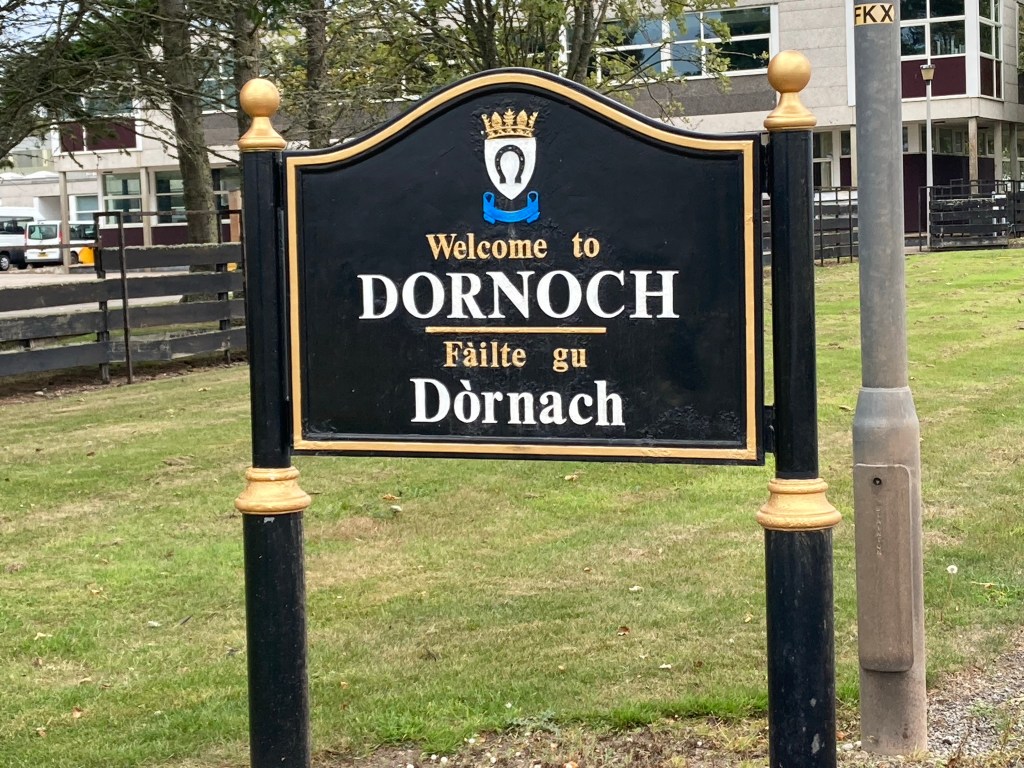 FKX
Welcome to
DORNOCH
Fàilte gu
Dòrnach